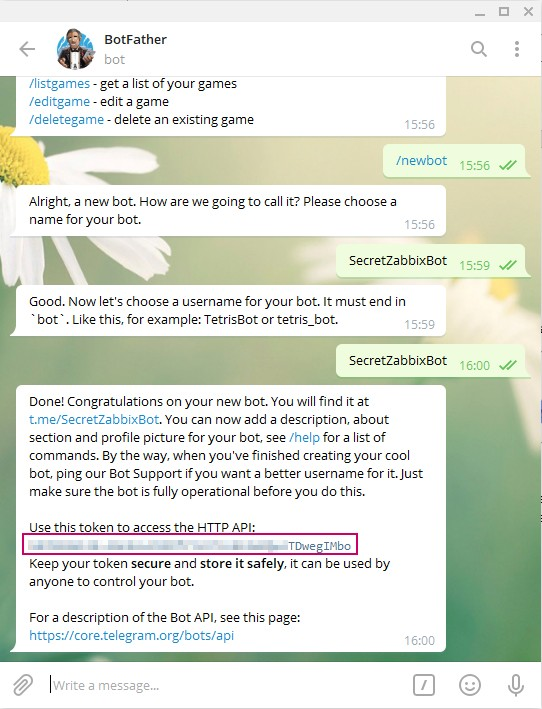 BotFather
bot
/listgames - get a list of your games
/editgame - edit a game
/deletegame - delete an existing game
15:56
/newbot
15:56
Alright, a new bot. How are we going to call it? Please choose a
name for your bot.
15:56
SecretZabbixBot
15:59
Good. Now let's choose a username for your bot. It must end in
`bot`. Like this, for example: TetrisBot or tetris_bot.
15:59
SecretZabbixBot
16:00
Done! Congratulations on your new bot. You will find it at
t.me/SecretZabbixBot. You can now add a description, about
section and profile picture for your bot, see /help for a list of
commands. By the way, when you've finished creating your cool
bot, ping our Bot Support if you want a better username for it. Just
make sure the bot is fully operational before you do this.
Use this token to access the HTTP API:
TDwegIMbo
Keep your token secure and store it safely, it can be used by
anyone to control your bot.
For a description of the Bot API, see this page:
https://core.telegram.org/bots/api
16:00
Write a message...